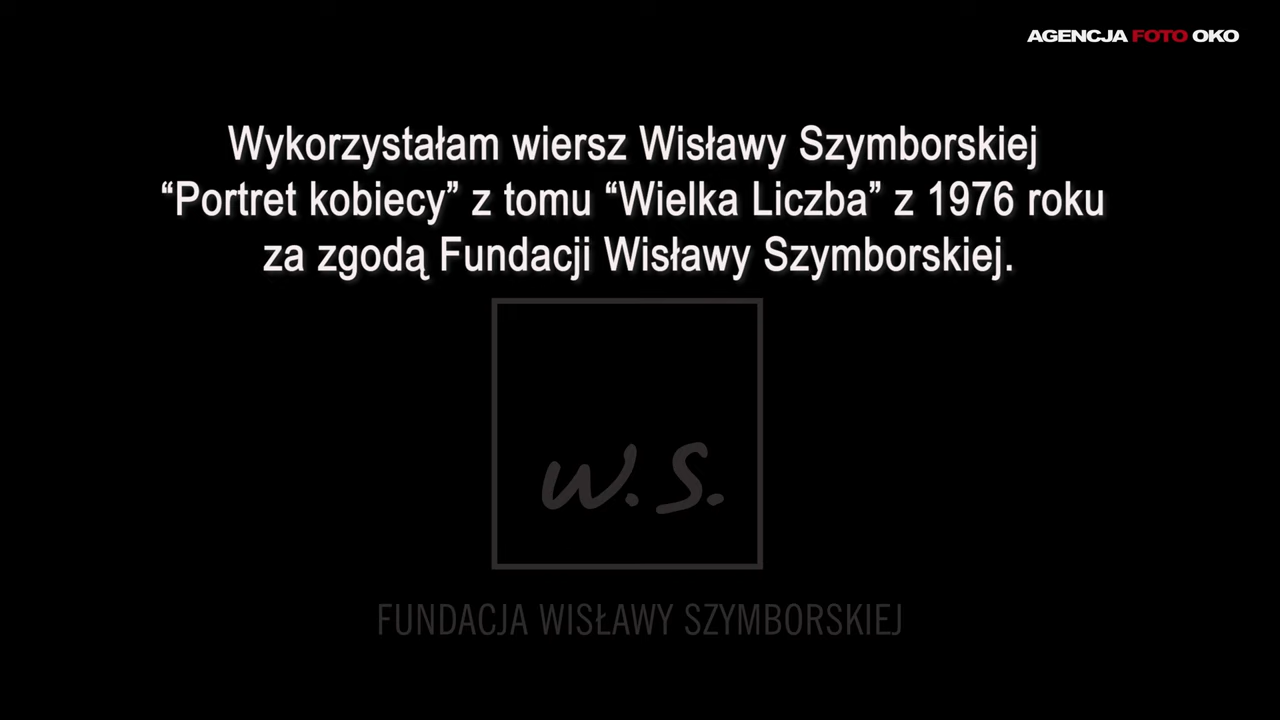 AGENCJA FOTO OKO
Wykorzystałam wiersz Wisławy Szymborskiej
“Portret kobiecy” z tomu “Wielka Liczba” z 1976 roku
za zgodą Fundacji Wisławy Szymborskiej.
w. s.
FUNDACJA WISŁAWY SZYMBORSKIEJ